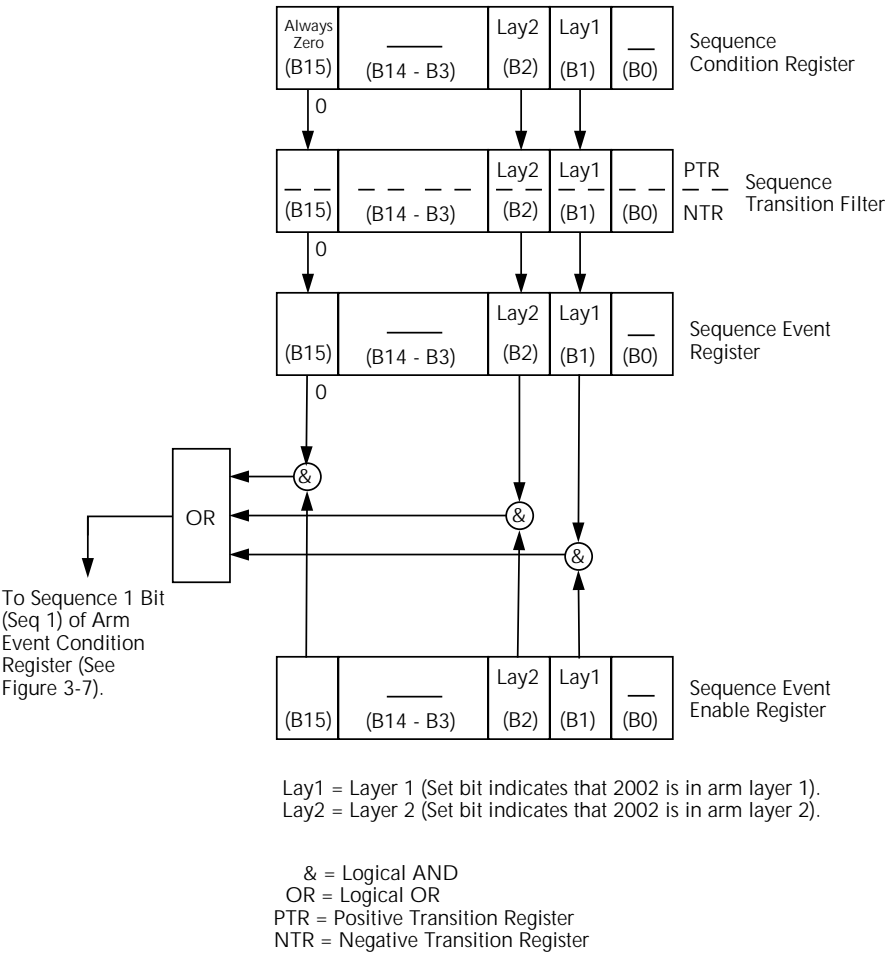 Always
Zero
(B15)
(B14 - B3)
Lay2
(B2)
Lay1
(B1)
(B0)
Sequence
Condition Register
0
(B15)
(B14 - B3)
Lay2
(B2)
Lay1
(B1)
(B0)
PTR
NTR
Sequence
Transition Filter
0
(B15)
(B14 - B3)
Lay2
(B2)
Lay1
(B1)
(B0)
Sequence Event
Register
0
&
&
&
OR
To Sequence 1 Bit
(Seq 1) of Arm
Event Condition
Register (See
Figure 3-7).
(B15)
(B14 - B3)
Lay2
(B2)
Lay1
(B1)
(B0)
Sequence Event
Enable Register
Lay1 = Layer 1 (Set bit indicates that 2002 is in arm layer 1).
Lay2 = Layer 2 (Set bit indicates that 2002 is in arm layer 2).
& = Logical AND
OR = Logical OR
PTR = Positive Transition Register
NTR = Negative Transition Register